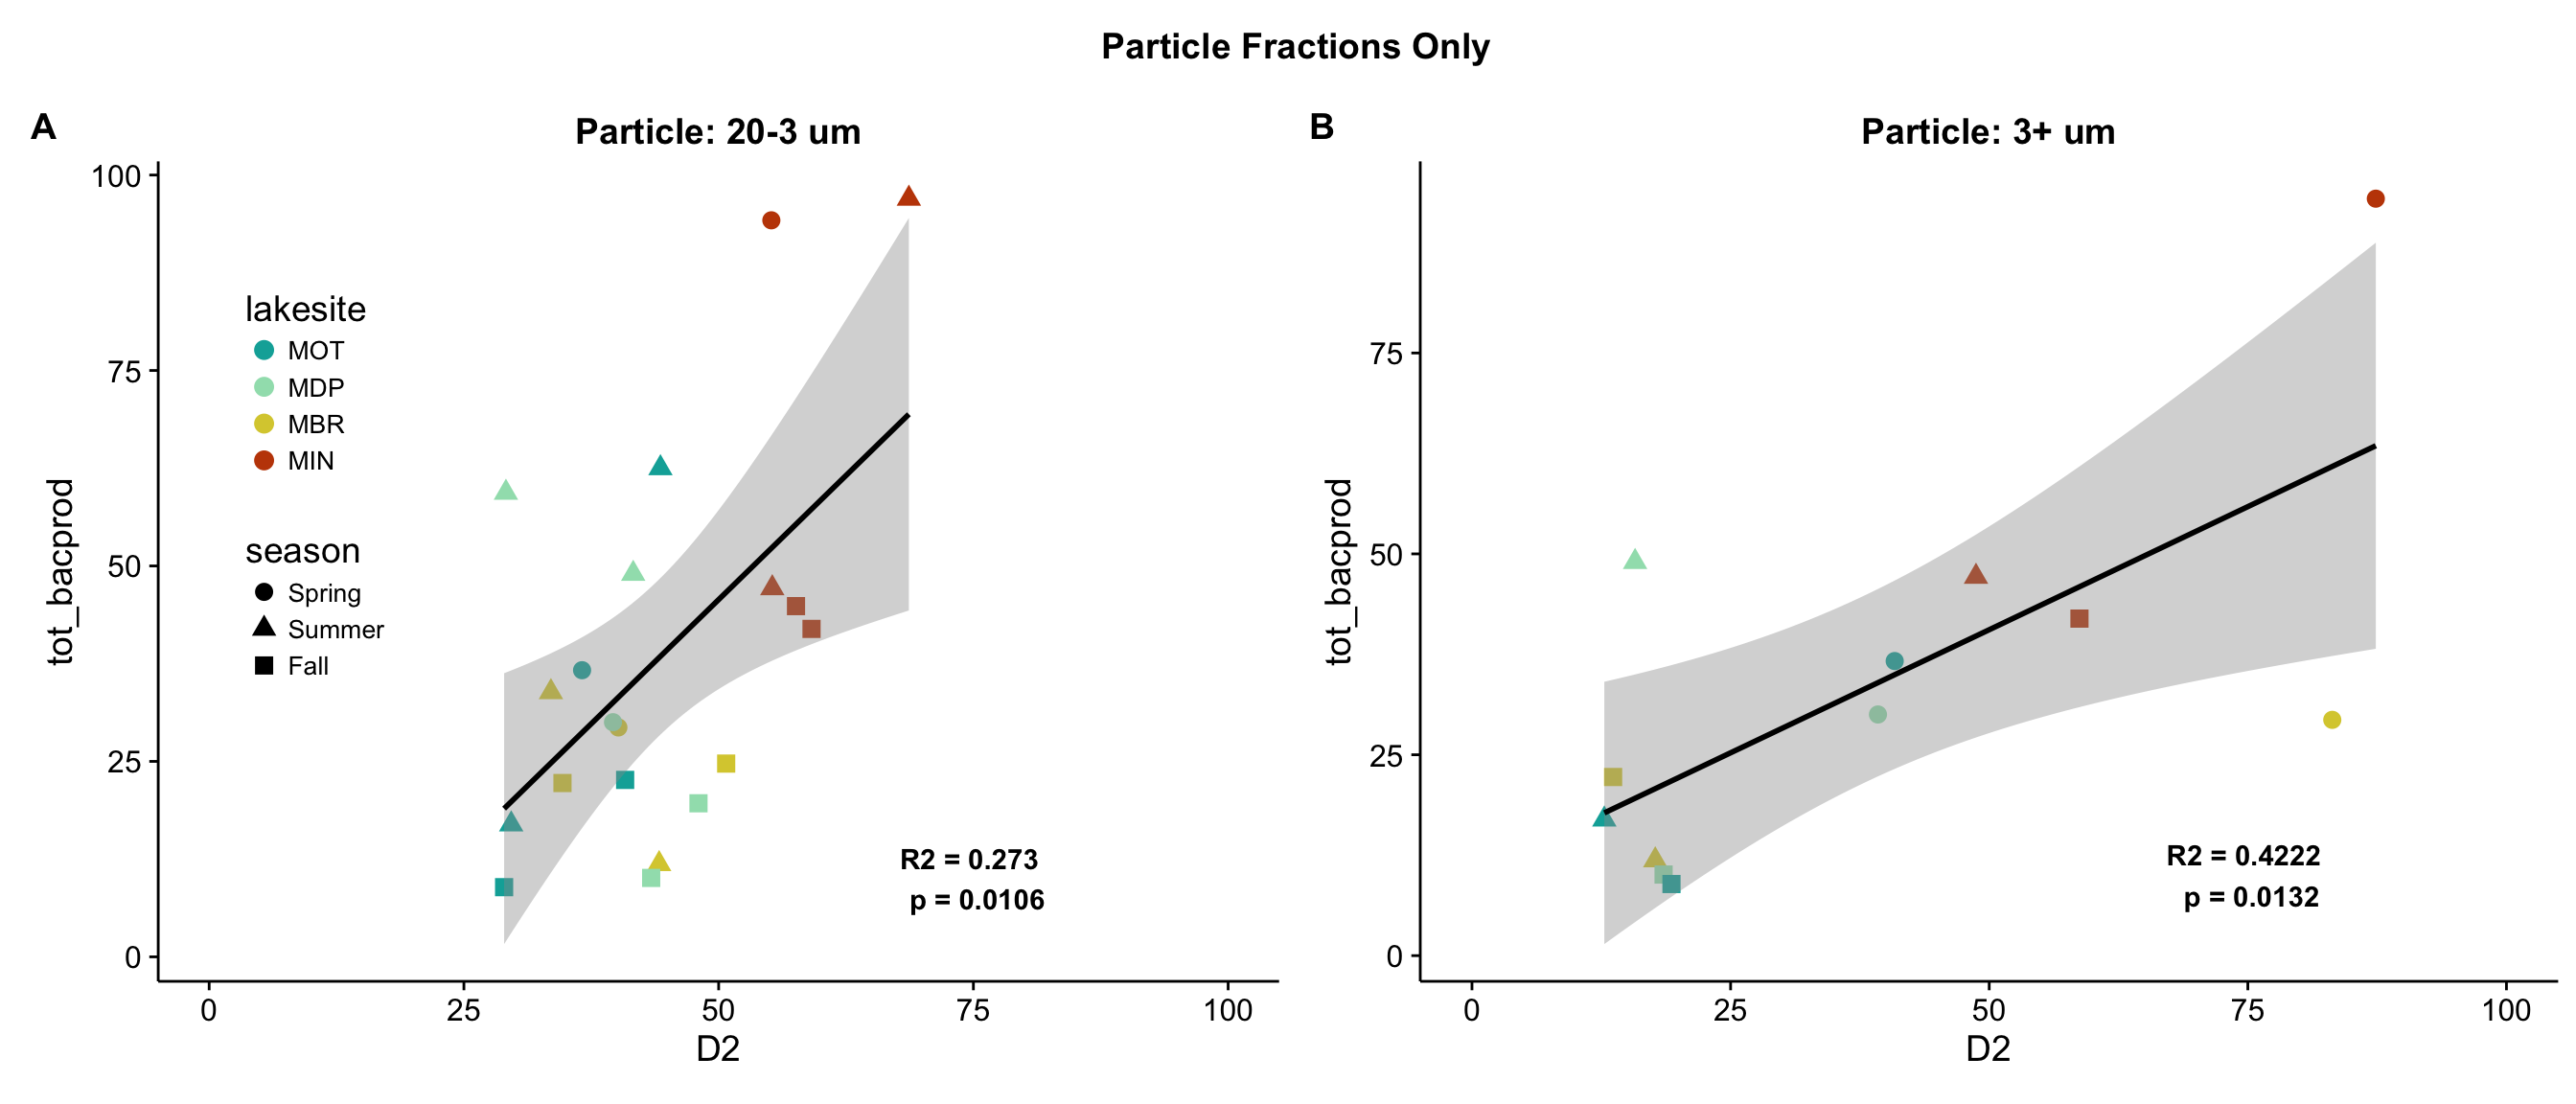 Particle Fractions Only
A
Particle: 20-3 um
100
75
50
25
0
tot_bacprod
lakesite
MOT
MDP
MBR
MIN
season
Spring
Summer
Fall
R2 = 0.273
p = 0.0106
0 25 50 75 100
D2
B
Particle: 3+ um
75
50
25
0
tot_bacprod
R2 = 0.4222
p = 0.0132
0 25 50 75 100
D2